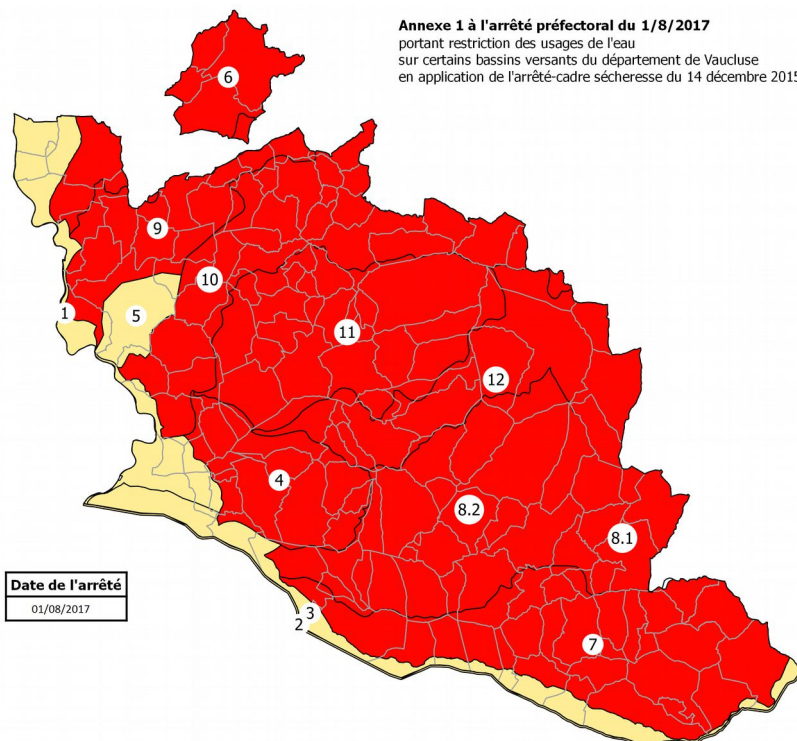 Annexe 1 à l'arrêté préfectoral du 1/8/2017
portant restriction des usages de l'eau
sur certains bassins versants du département de Vaucluse
en application de l'arrêté-cadre sécheresse du 14 décembre 2015
6
9
10
1
5
11
12
4
8.2
8.1
Date de l'arrêté
01/08/2017
3
2
7